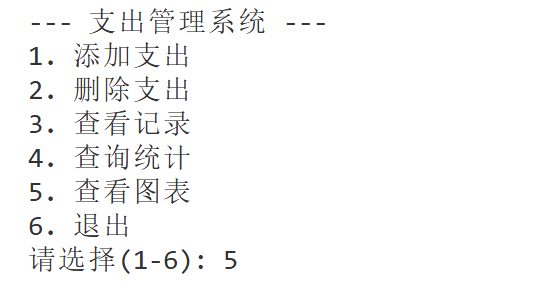 --- 支出管理系统 ---
1. 添加支出
2. 删除支出
3. 查看记录
4. 查询统计
5. 查看图表
6. 退出
请选择(1-6): 5